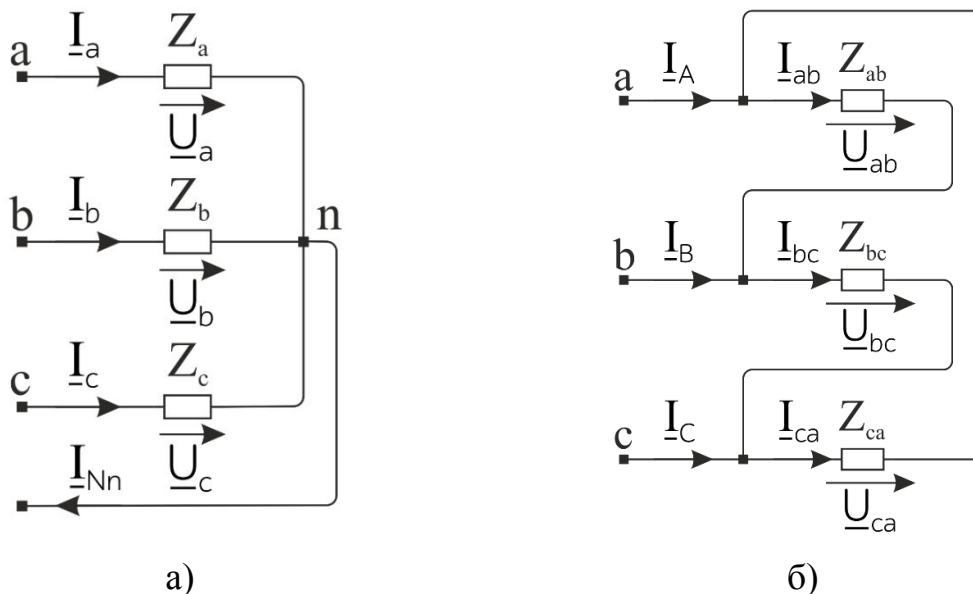 I_a Z_a
a
U_a
I_b Z_b
b n
U_b
I_c Z_c
c
U_c
I_Nn
а)
I_A I_ab Z_ab
a
U_ab
I_B I_bc Z_bc
b
U_bc
I_C I_ca Z_ca
c
U_ca
б)